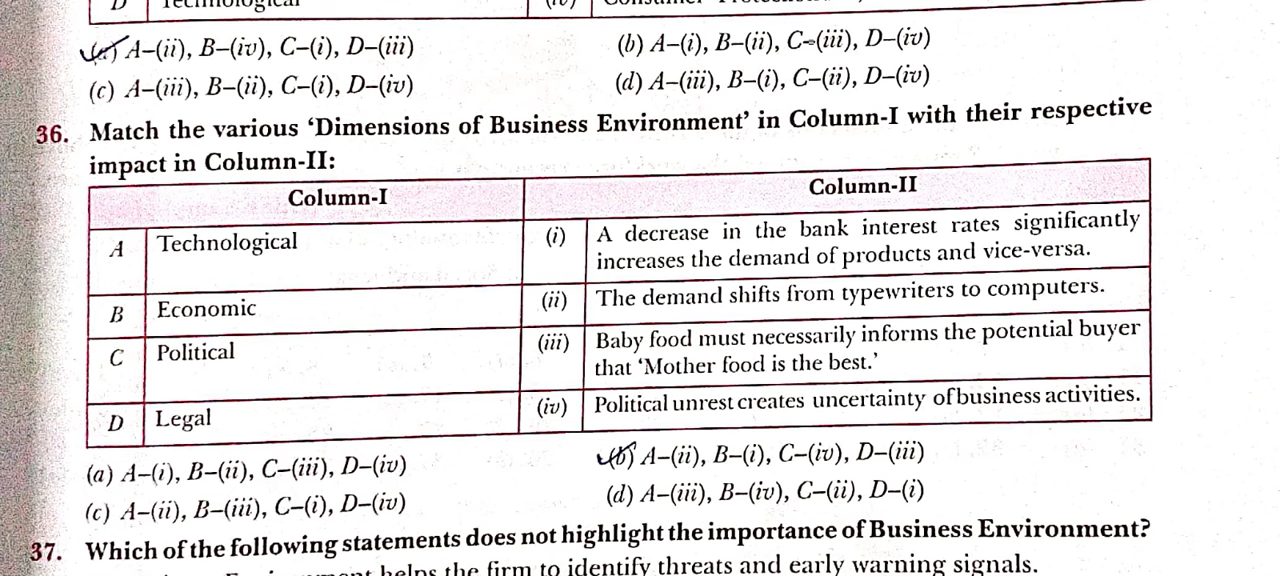 D Technological (iv)
A–(ii), B–(iv), C–(i), D–(iii) (b) A–(i), B–(ii), C–(iii), D–(iv)
(c) A–(iii), B–(ii), C–(i), D–(iv) (d) A–(iii), B–(i), C–(ii), D–(iv)
36. Match the various ‘Dimensions of Business Environment’ in Column-I with their respective
impact in Column-II:
Column-I Column-II
A Technological (i) A decrease in the bank interest rates significantly
increases the demand of products and vice-versa.
B Economic (ii) The demand shifts from typewriters to computers.
C Political (iii) Baby food must necessarily informs the potential buyer
that ‘Mother food is the best.’
D Legal (iv) Political unrest creates uncertainty of business activities.
(a) A–(i), B–(ii), C–(iii), D–(iv) (b) A–(ii), B–(i), C–(iv), D–(iii)
(c) A–(ii), B–(iii), C–(i), D–(iv) (d) A–(iii), B–(iv), C–(ii), D–(i)
37. Which of the following statements does not highlight the importance of Business Environment?
helps the firm to identify threats and early warning signals.